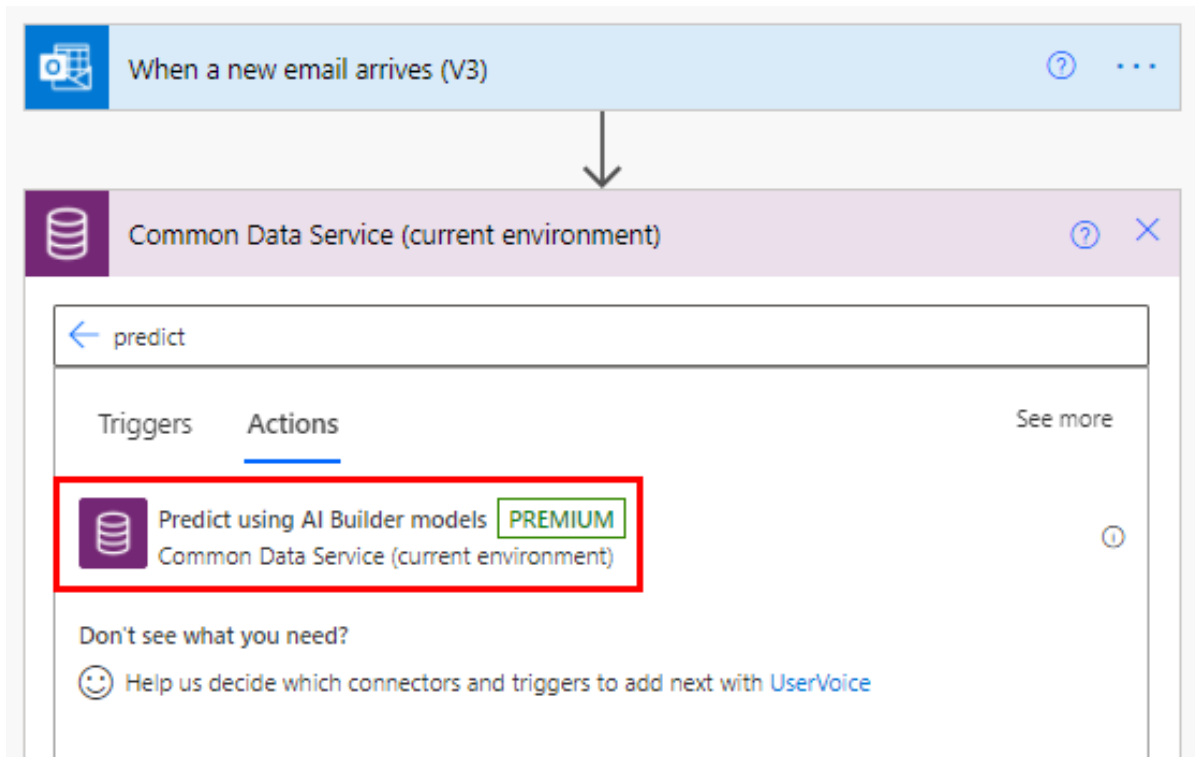 When a new email arrives (V3)
Common Data Service (current environment)
predict
Triggers Actions See more
Predict using AI Builder models PREMIUM
Common Data Service (current environment)
Don't see what you need?
Help us decide which connectors and triggers to add next with UserVoice